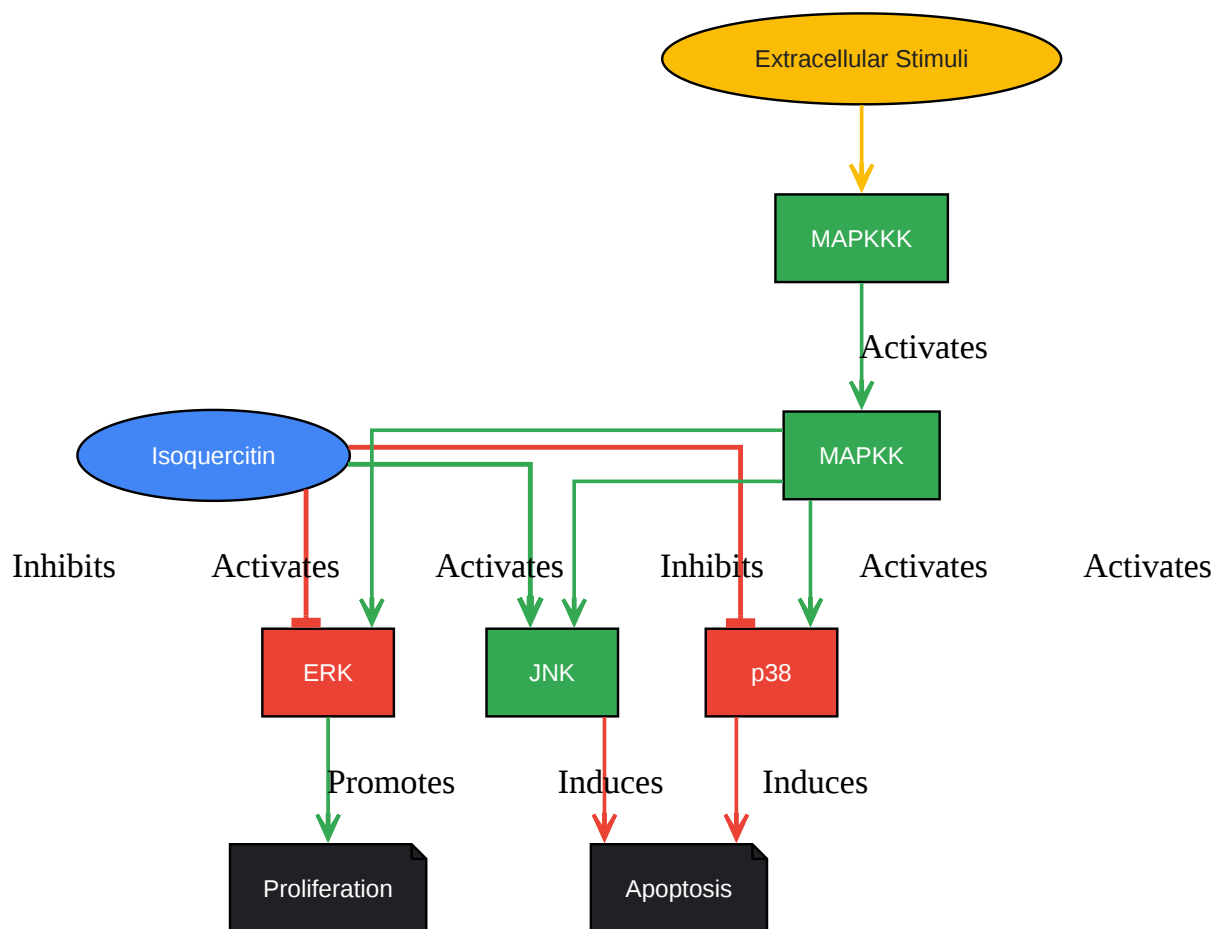 Extracellular Stimuli
MAPKKK
Activates
Isoquercitin
MAPKK
Inhibits
Activates
Activates
Inhibits
Activates
Activates
ERK
JNK
p38
Promotes
Induces
Induces
Proliferation
Apoptosis